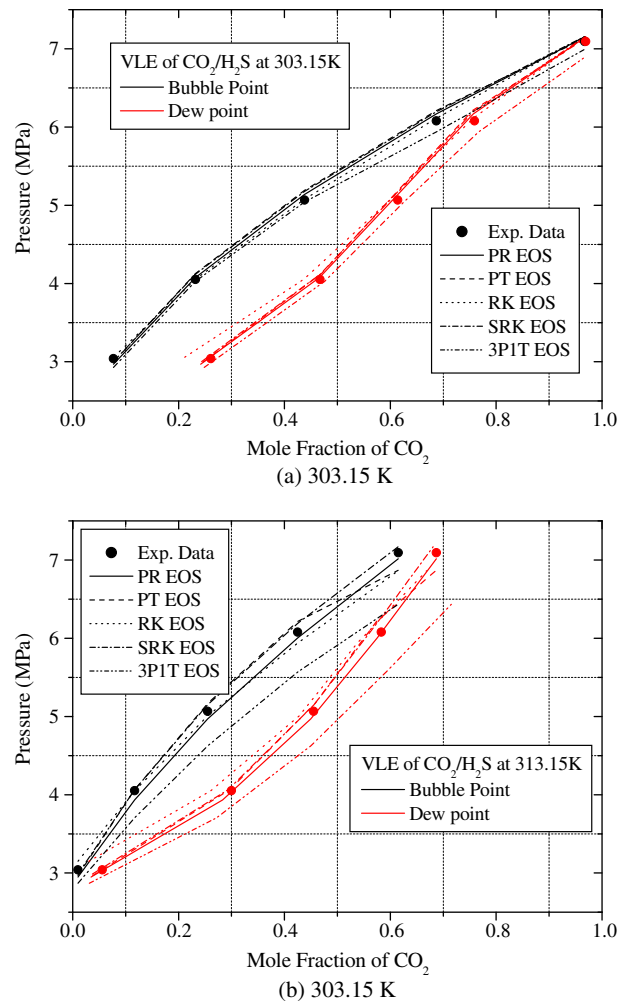 VLE of CO2/H2S at 303.15K
Bubble Point
Dew point
Exp. Data
PR EOS
PT EOS
RK EOS
SRK EOS
3P1T EOS
Pressure (MPa)
7
6
5
4
3
0.0 0.2 0.4 0.6 0.8 1.0
Mole Fraction of CO2
(a) 303.15 K
Exp. Data
PR EOS
PT EOS
RK EOS
SRK EOS
3P1T EOS
VLE of CO2/H2S at 313.15K
Bubble Point
Dew point
Pressure (MPa)
8
7
6
5
4
3
0.0 0.2 0.4 0.6 0.8 1.0
Mole Fraction of CO2
(b) 303.15 K